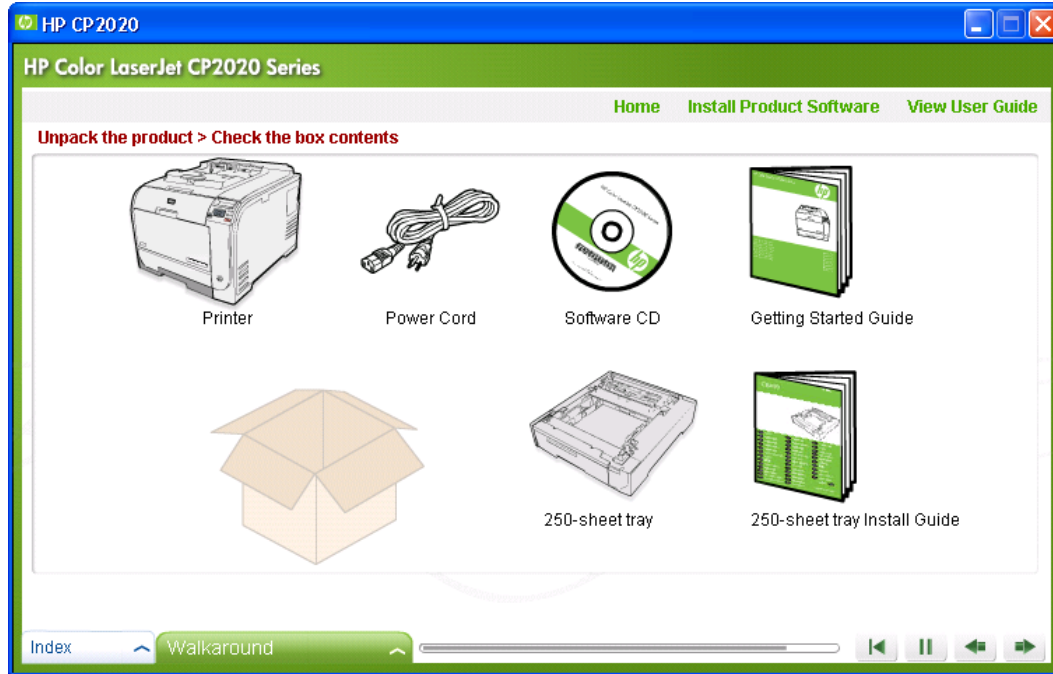 HP CP2020
HP Color LaserJet CP2020 Series
Home Install Product Software View User Guide
Unpack the product > Check the box contents
Printer
Power Cord
Software CD
Getting Started Guide
250-sheet tray
250-sheet tray Install Guide
Index
Walkaround